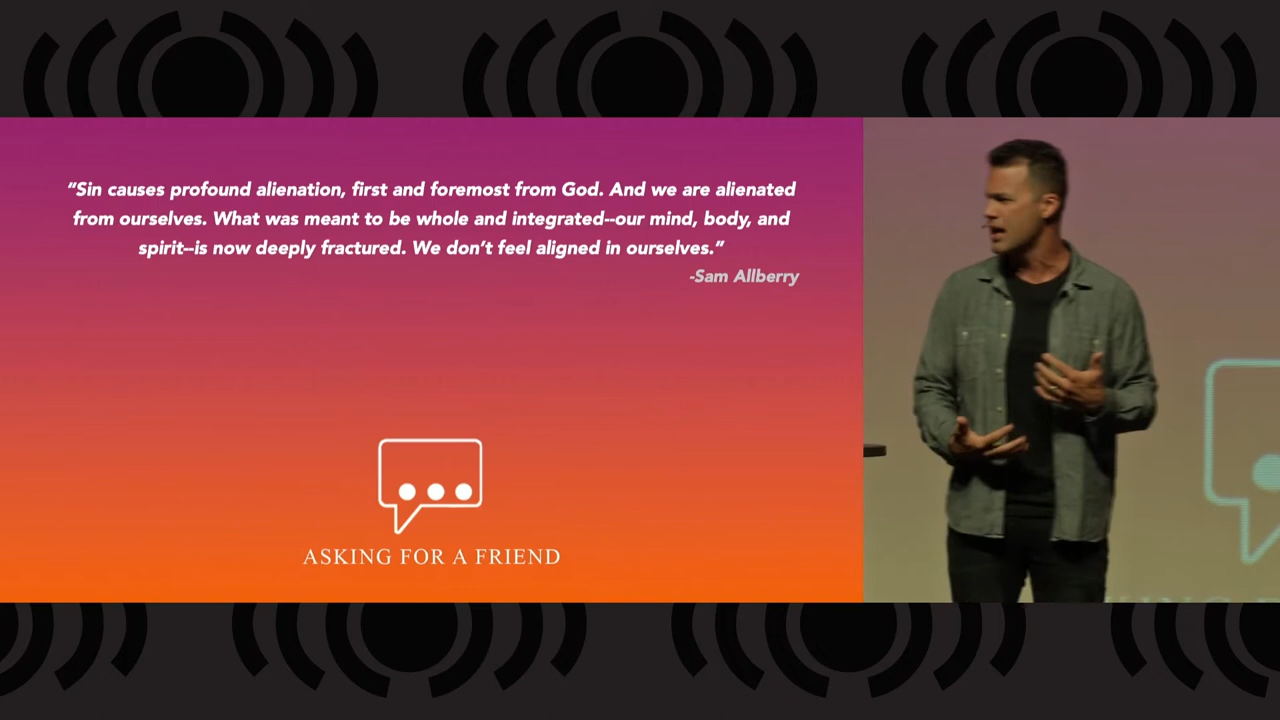 “Sin causes profound alienation, first and foremost from God. And we are alienated
from ourselves. What was meant to be whole and integrated--our mind, body, and
spirit--is now deeply fractured. We don’t feel aligned in ourselves.”
-Sam Allberry
ASKING FOR A FRIEND